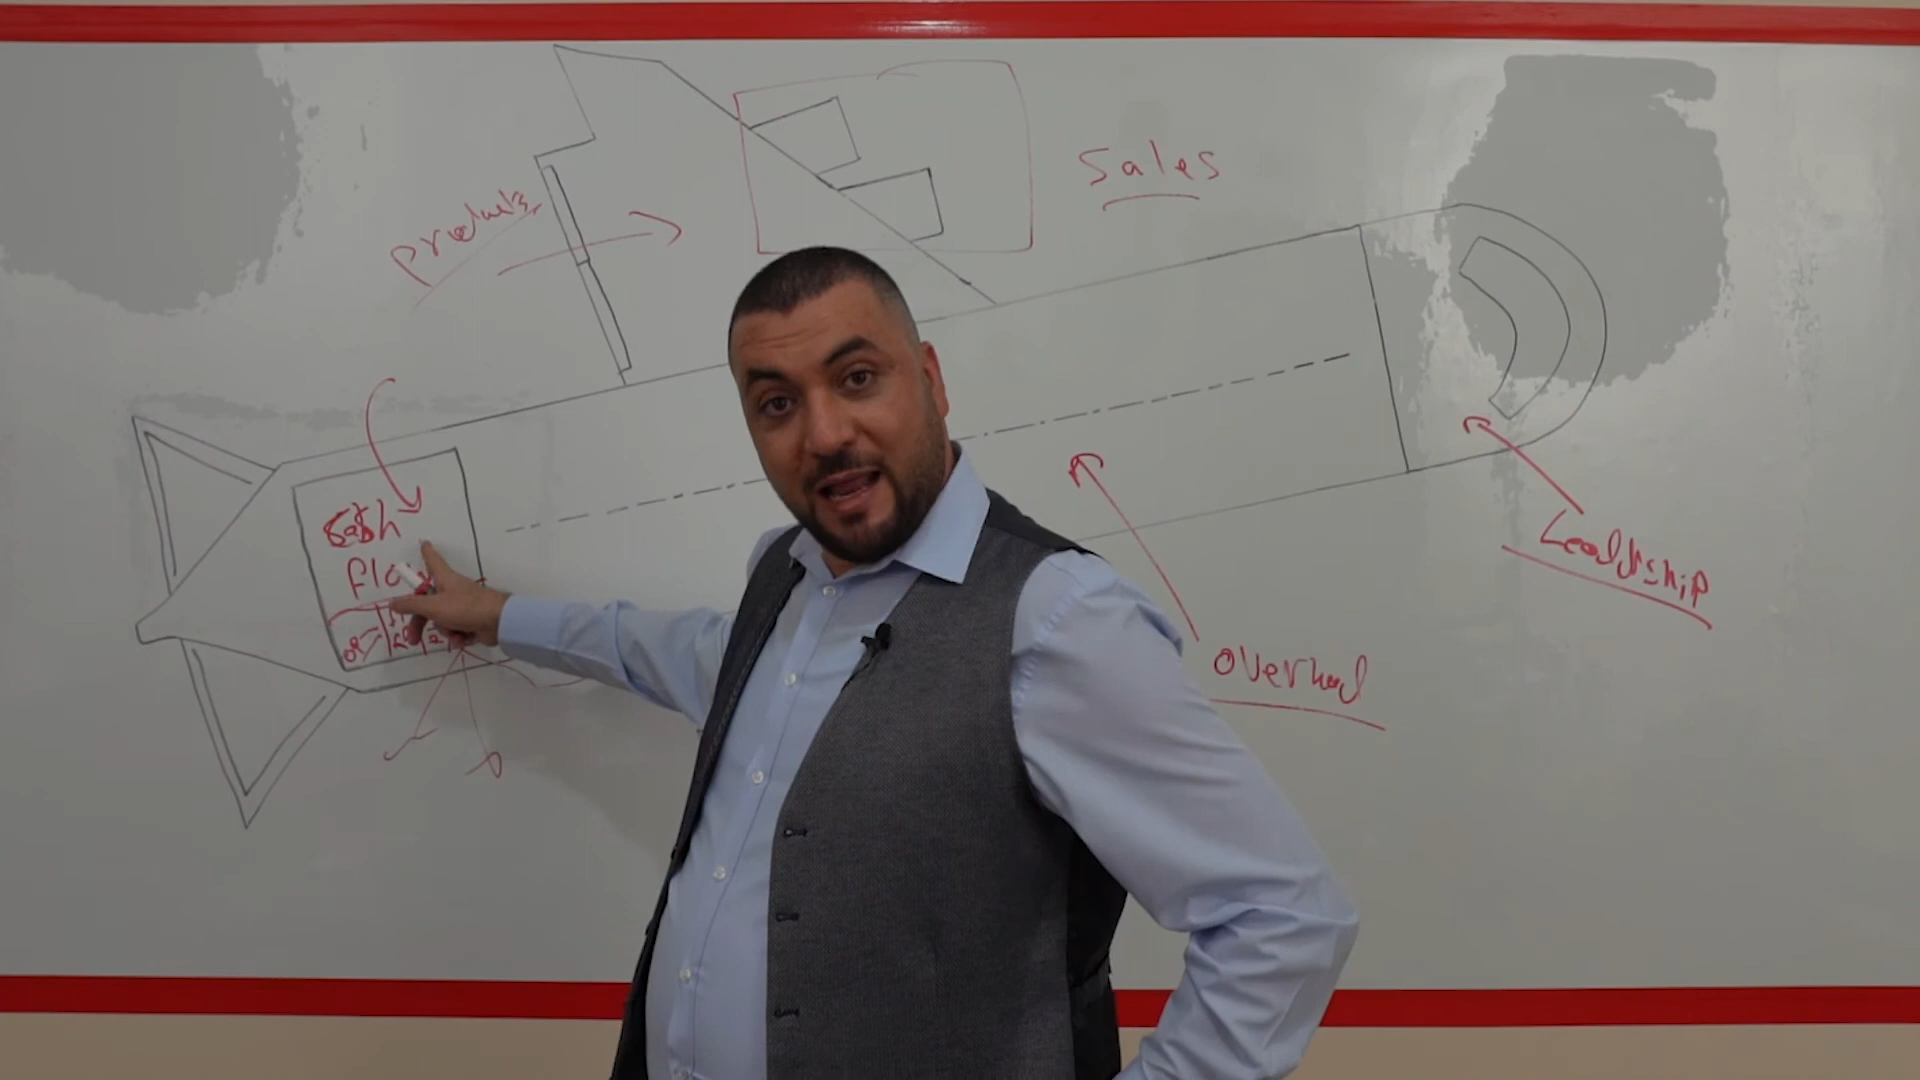 Sales
products
cash
flow
Leadership
overhead